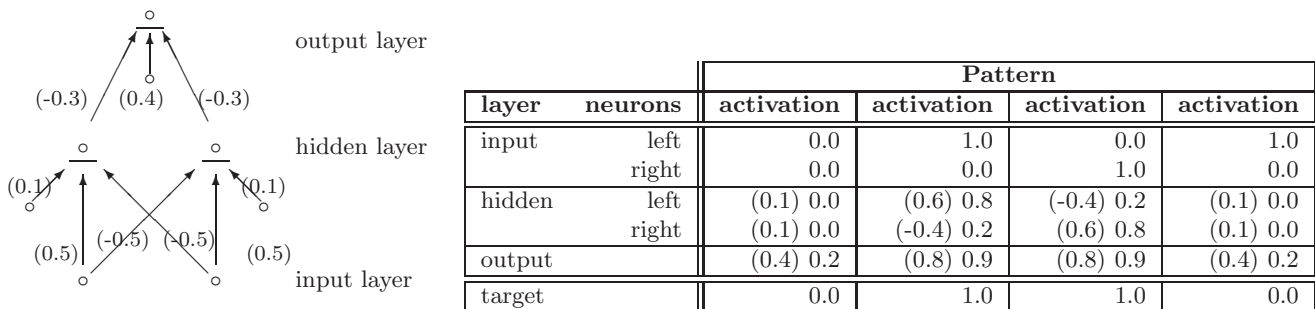 output layer
(-0.3) (0.4) (-0.3)
hidden layer
(0.1) (0.1)
(0.5) (-0.5) (-0.5) (0.5)
input layer
Pattern
layer neurons activation activation activation activation
input left 0.0 1.0 0.0 1.0
right 0.0 0.0 1.0 0.0
hidden left (0.1) 0.0 (0.6) 0.8 (-0.4) 0.2 (0.1) 0.0
right (0.1) 0.0 (-0.4) 0.2 (0.6) 0.8 (0.1) 0.0
output (0.4) 0.2 (0.8) 0.9 (0.8) 0.9 (0.4) 0.2
target 0.0 1.0 1.0 0.0